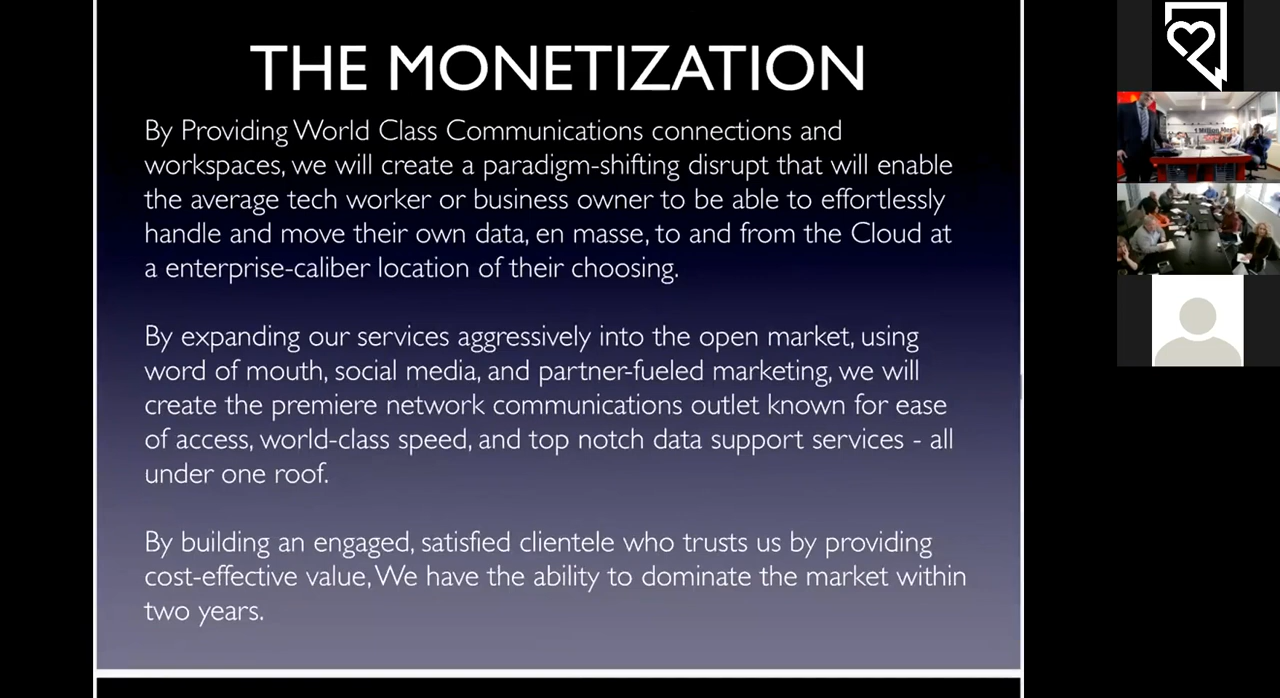 THE MONETIZATION
By Providing World Class Communications connections and
workspaces, we will create a paradigm-shifting disrupt that will enable
the average tech worker or business owner to be able to effortlessly
handle and move their own data, en masse, to and from the Cloud at
a enterprise-caliber location of their choosing.
By expanding our services aggressively into the open market, using
word of mouth, social media, and partner-fueled marketing, we will
create the premiere network communications outlet known for ease
of access, world-class speed, and top notch data support services - all
under one roof.
By building an engaged, satisfied clientele who trusts us by providing
cost-effective value, We have the ability to dominate the market within
two years.
1 Million